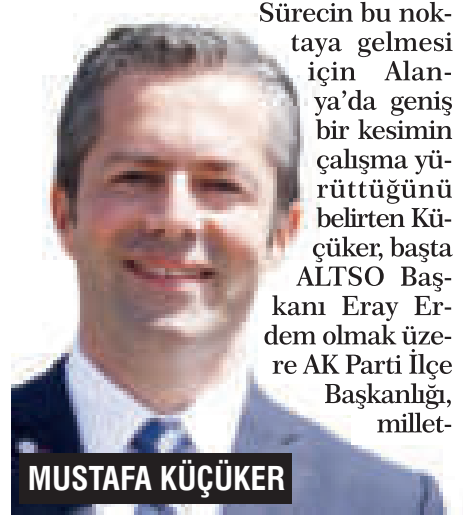 Sürecin bu nok-
taya gelmesi
için Alan-
ya’da geniş
bir kesimin
çalışma yü-
rüttüğünü
belirten Kü-
çüker, başta
ALTSO Baş-
kanı Eray Er-
dem olmak üze-
re AK Parti İlçe
Başkanlığı,
millet-
MUSTAFA KÜÇÜKER